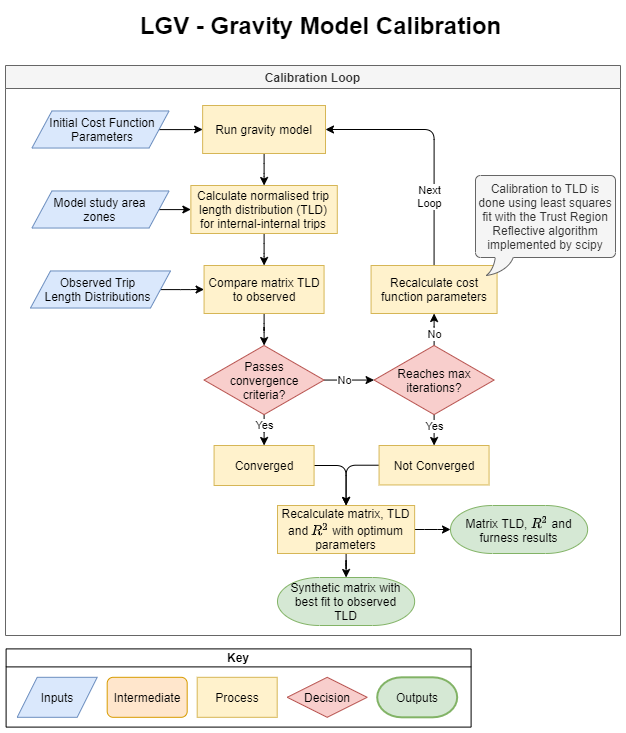 LGV - Gravity Model Calibration
Calibration Loop
Initial Cost Function
Parameters
Run gravity model
Next
Loop
Calibration to TLD is
done using least squares
fit with the Trust Region
Reflective algorithm
implemented by scipy
Model study area
zones
Calculate normalised trip
length distribution (TLD)
for internal-internal trips
Observed Trip
Length Distributions
Compare matrix TLD
to observed
Recalculate cost
function parameters
No
Passes
convergence
criteria?
No
Reaches max
iterations?
Yes
Yes
Converged
Not Converged
Recalculate matrix, TLD
and R² with optimum
parameters
Matrix TLD, R² and
furness results
Synthetic matrix with
best fit to observed
TLD
Key
Inputs
Intermediate
Process
Decision
Outputs